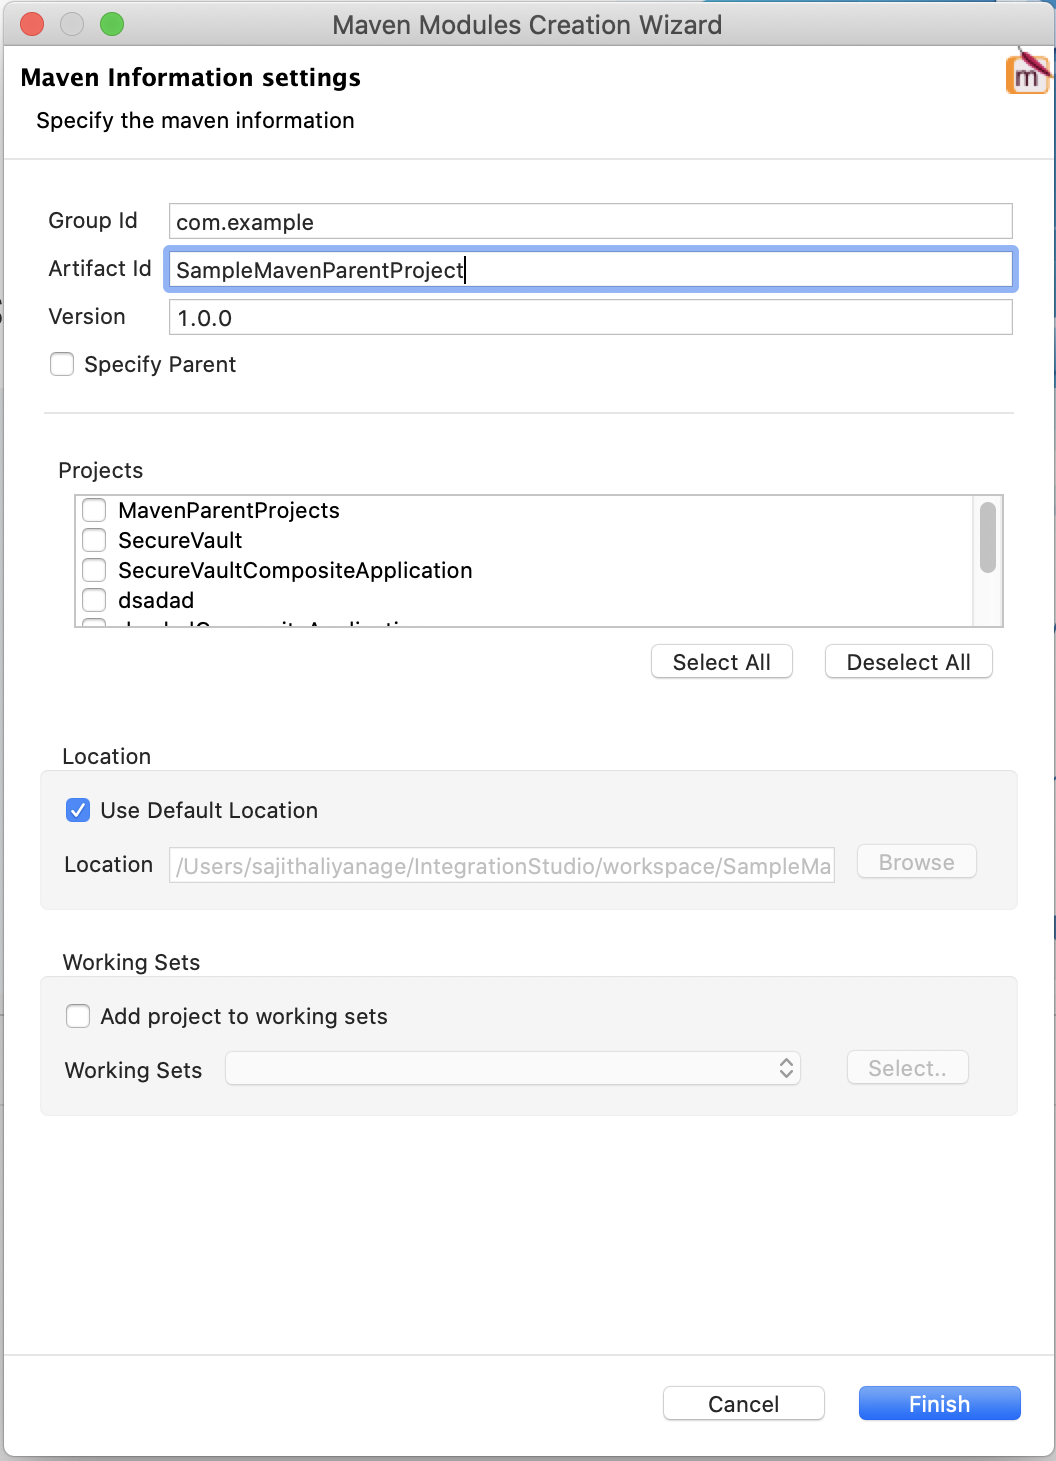 Maven Modules Creation Wizard
Maven Information settings
m
Specify the maven information
Group Id com.example
Artifact Id SampleMavenParentProject
Version 1.0.0
Specify Parent
Projects
MavenParentProjects
SecureVault
SecureVaultCompositeApplication
dsadad
Select All Deselect All
Location
Use Default Location
Location /Users/sajithaliyanage/IntegrationStudio/workspace/SampleMa Browse
Working Sets
Add project to working sets
Working Sets Select..
Cancel Finish